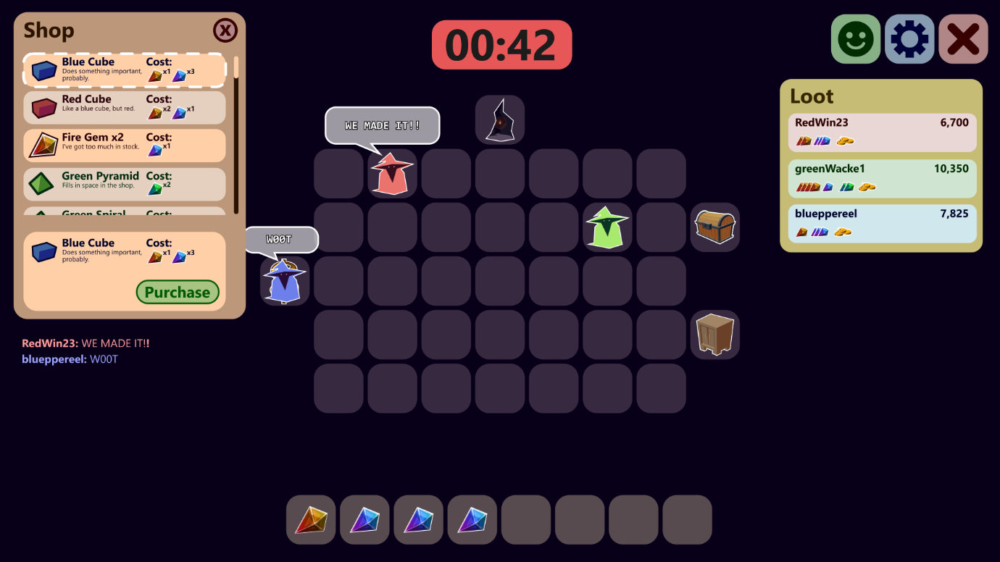 Shop
X
Blue Cube
Does something important,
probably.
Cost:
x1 x3
Red Cube
Like a blue cube, but red.
Cost:
x2 x1
Fire Gem x2
I've got too much in stock.
Cost:
x1
Green Pyramid
Fills in space in the shop.
Cost:
x2
Green Spiral
Cost:
Blue Cube
Does something important,
probably.
Cost:
x1 x3
Purchase
RedWin23: WE MADE IT!!
blueppereel: W00T
00:42
WE MADE IT!!
W00T
Loot
RedWin23 6,700
greenWacke1 10,350
blueppereel 7,825